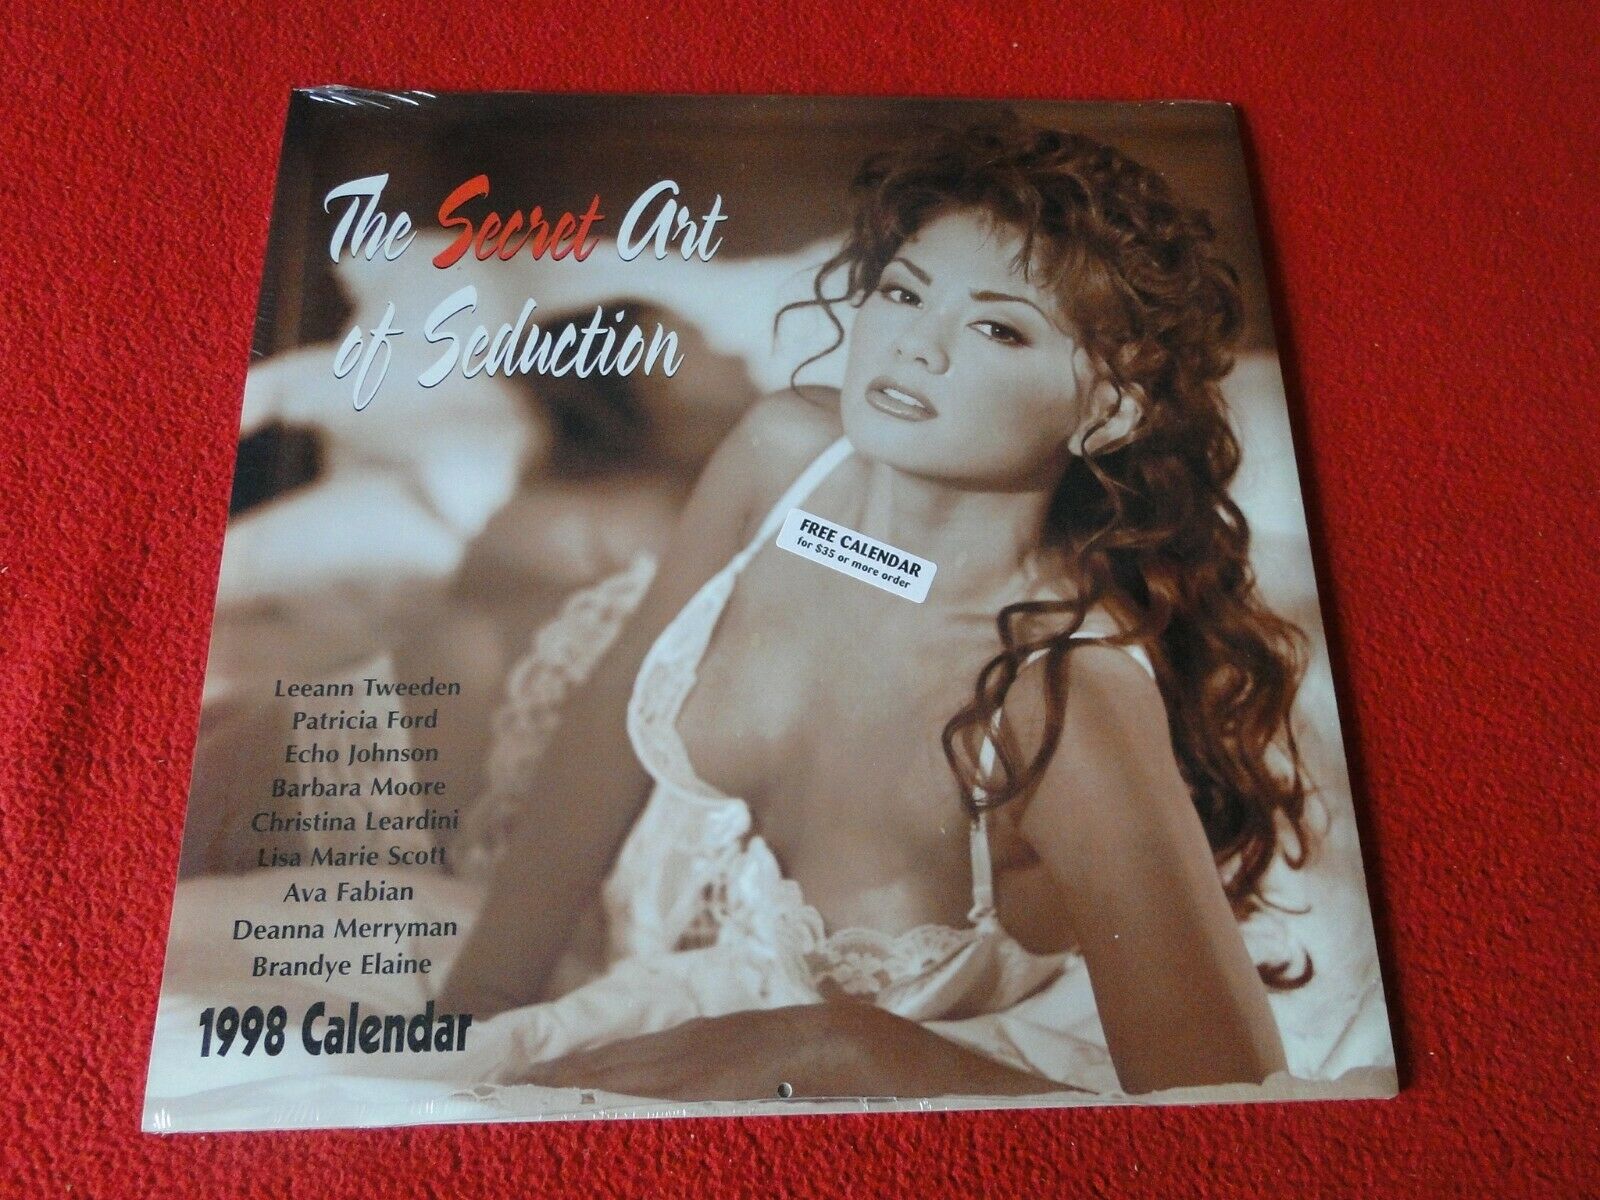 The Secret Art
of Seduction
FREE CALENDAR
for $35 or more order
Leeann Tweeden
Patricia Ford
Echo Johnson
Barbara Moore
Christina Leardini
Lisa Marie Scott
Ava Fabian
Deanna Merryman
Brandye Elaine
1998 Calendar